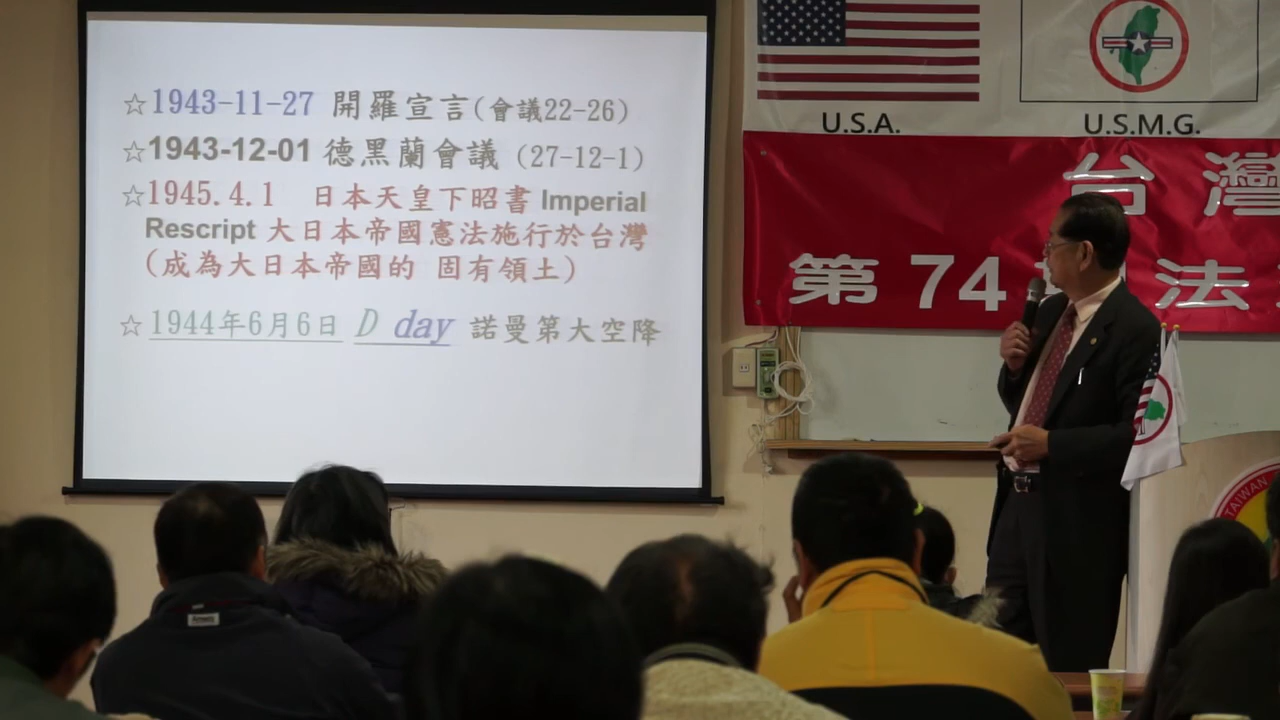 ☆1943-11-27 開羅宣言(會議22-26)
☆1943-12-01 德黑蘭會議 (27-12-1)
☆1945.4.1 日本天皇下昭書 Imperial
Rescript 大日本帝國憲法施行於台灣
(成為大日本帝國的 固有領土)
☆ 1944年6月6日 D day 諾曼第大空降
U.S.A.
U.S.M.G.
台灣
第74
法
TAIWAN